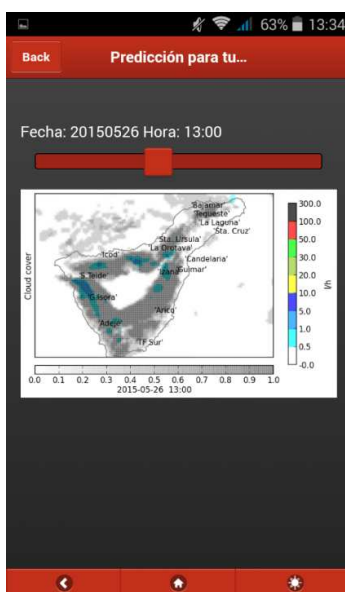 63% 13:34
Back
Predicción para tu...
Fecha: 20150526 Hora: 13:00
'Bajamar'
'Tegueste'
'La Laguna'
'Sta. Cruz'
'Sta. Ursula'
'La Orotava'
'Icod'
'Candelaria'
'Izana'
'Guimar'
'S.Teide'
'G.Isora'
'Arico'
'Adeje'
'TF.Sur'
Cloud cover
300.0
100.0
50.0
30.0
20.0
10.0
5.0
1.0
0.5
-0.0
l/l
0.0 0.1 0.2 0.3 0.4 0.5 0.6 0.7 0.8 0.9 1.0
2015-05-26 13:00